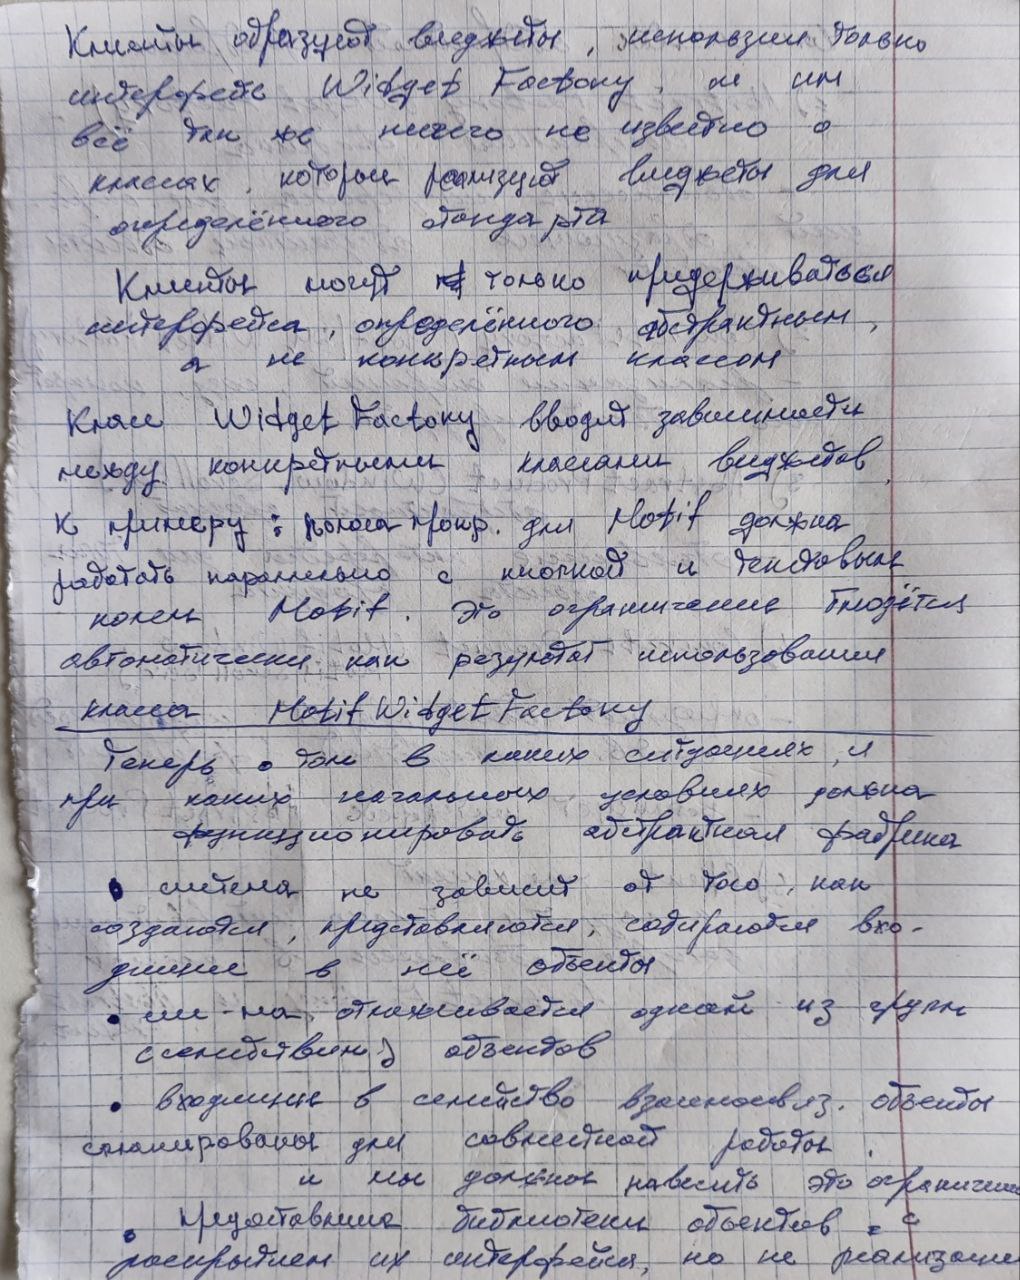 Клиенты образуют виджеты, используя только
интерфейс Widget Factory, и им
всё так же ничего не известно о
классах, которые реализуют виджеты для
определённого стандарта
Клиенты могут только придерживаться
интерфейса, определённого абстрактным,
а не конкретным классом
Класс Widget Factory вводит зависимости
между конкретными классами виджетов
К примеру: полоса прокр. для Motif должна
работать параллельно с кнопкой и текстовым
полем Motif. Это ограничение блюдётся
автоматически как результат использования
класса Motif Widget Factory
Теперь о том в каких ситуациях, и
при каких начальных условиях должна
функционировать абстрактная фабрика
• система не зависит от того, как
создаются, представляются, собираются вхо-
дящие в неё объекты
• сис-ма отслеживается одной из групп
(семейством) объектов
• входящие в семейство взаимосвяз. объекты
спланированы для совместной работы
и мы должны навесить это ограничение
• библиотеки объектов с
раскрытием их интерфейса, но не реализации